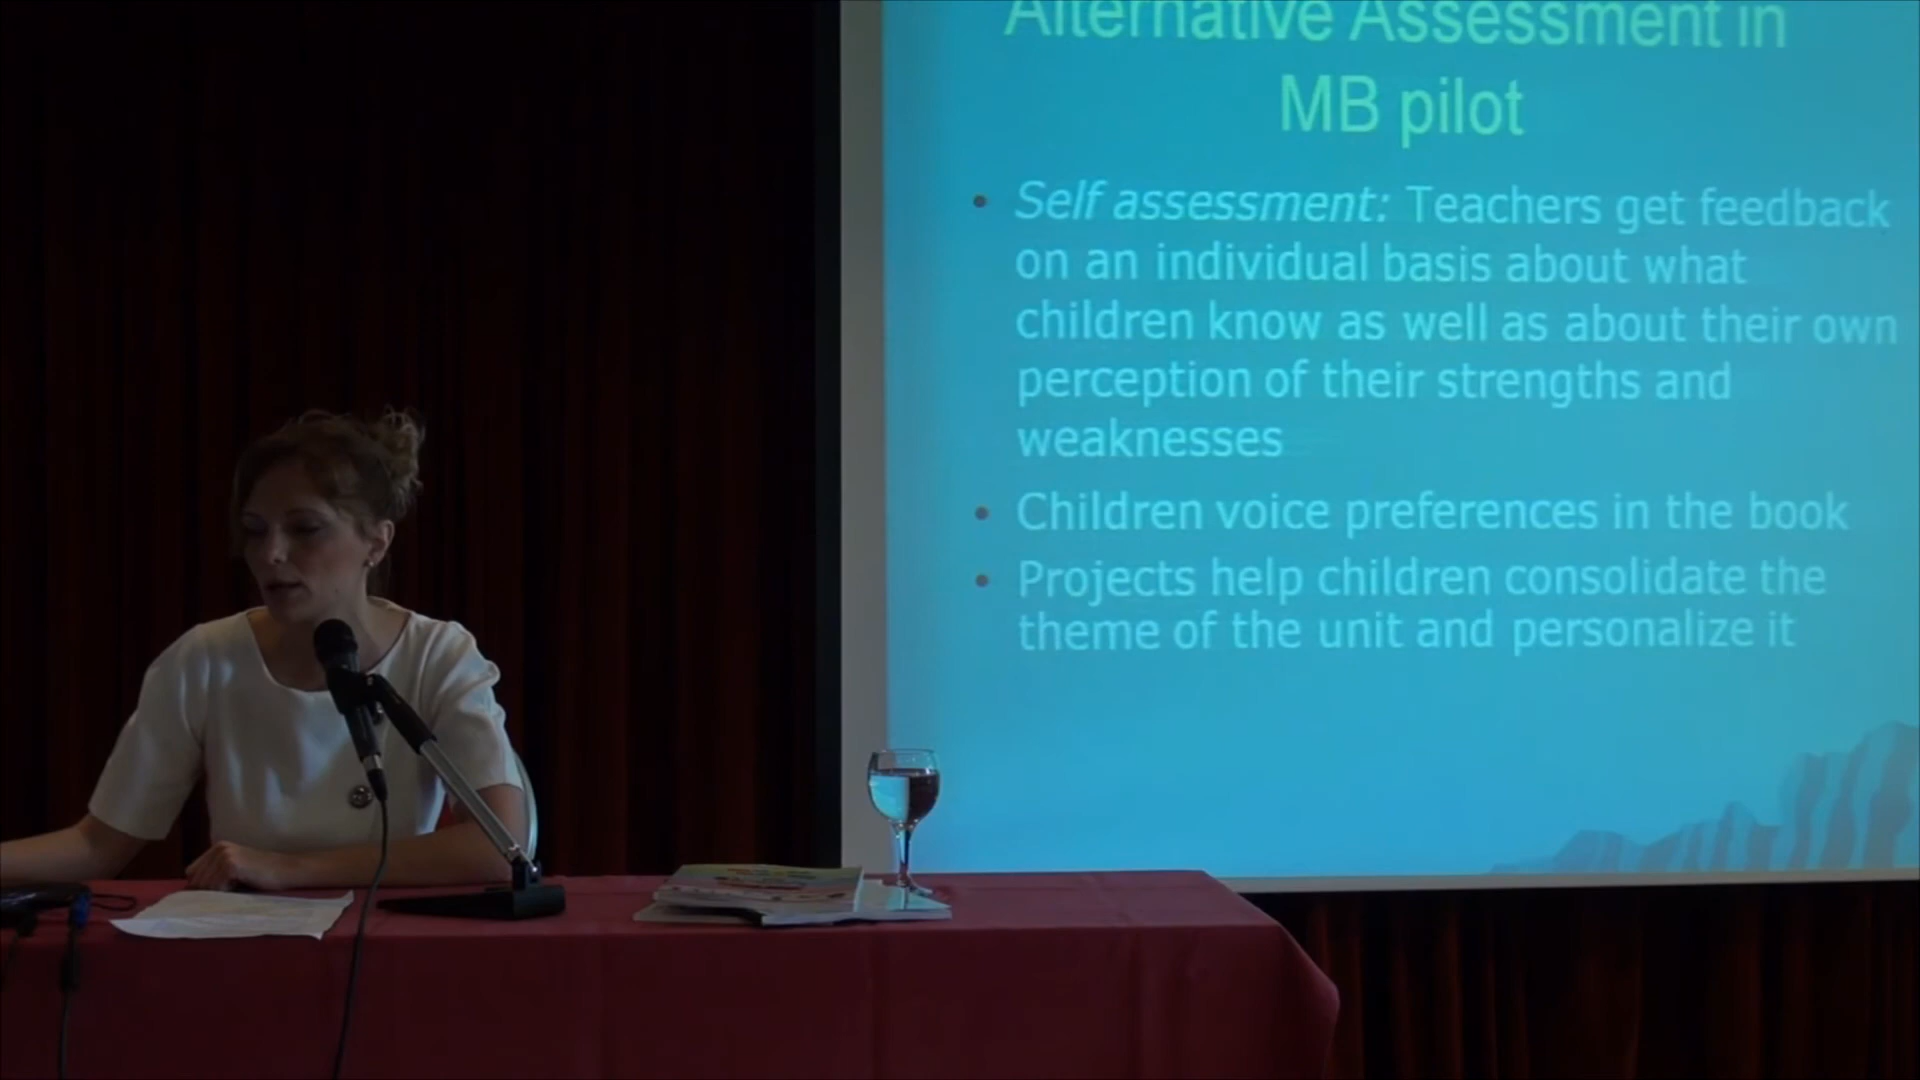 Alternative Assessment in
MB pilot
• Self assessment: Teachers get feedback
on an individual basis about what
children know as well as about their own
perception of their strengths and
weaknesses
• Children voice preferences in the book
• Projects help children consolidate the
theme of the unit and personalize it